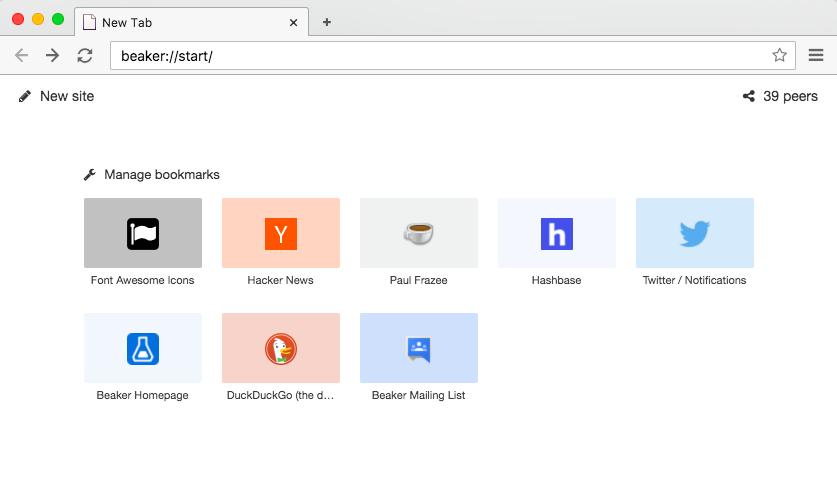 New Tab
beaker://start/
New site
39 peers
Manage bookmarks
Y
h
Font Awesome Icons
Hacker News
Paul Frazee
Hashbase
Twitter / Notifications
Beaker Homepage
DuckDuckGo (the d…
Beaker Mailing List